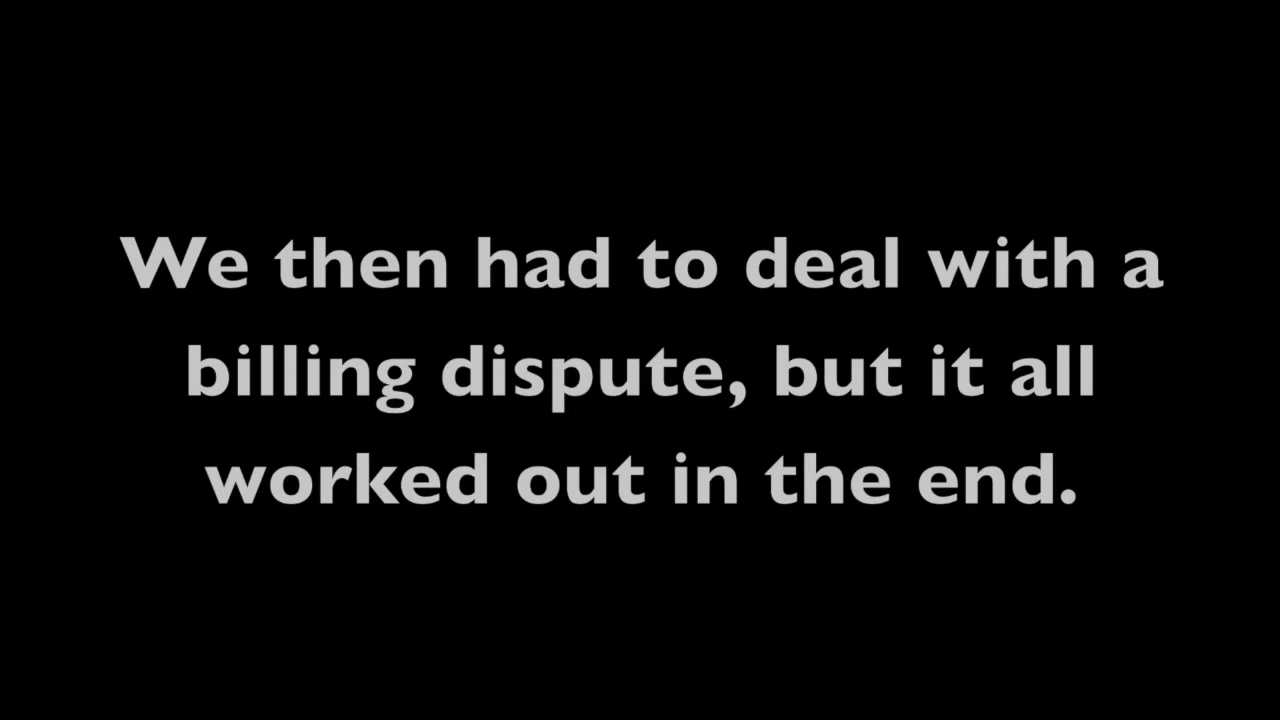 We then had to deal with a
billing dispute, but it all
worked out in the end.